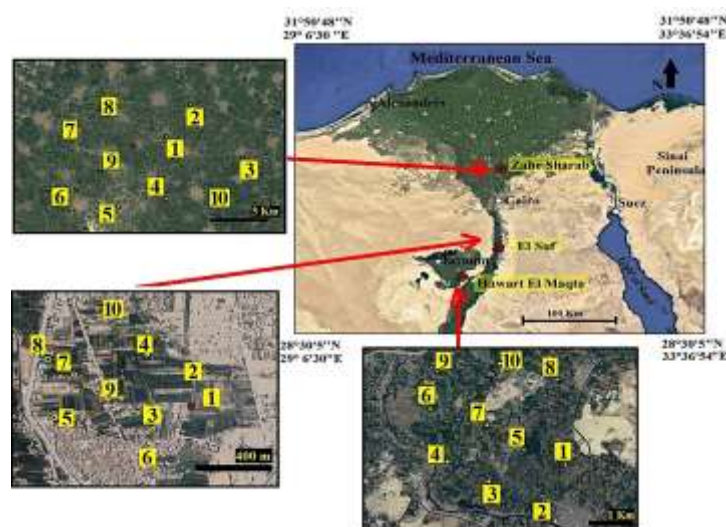 31°50'48"N
29° 6'30 "E
31°50'48"N
33°36'54"E
Mediterranean Sea
N
Alexandria
Sinai
Peninsula
Zahr Sharab
Cairo
Suez
El Saf
Hawart El Maqta
100 Km
28°30'5"N
29° 6'30"E
28°30'5"N
33°36'54"E
8
2
7
1
9
3
4
6
10
5
5 Km
10
8
4
7
2
9
1
5
3
6
400 m
9
10
8
6
7
5
1
4
3
2
1 Km